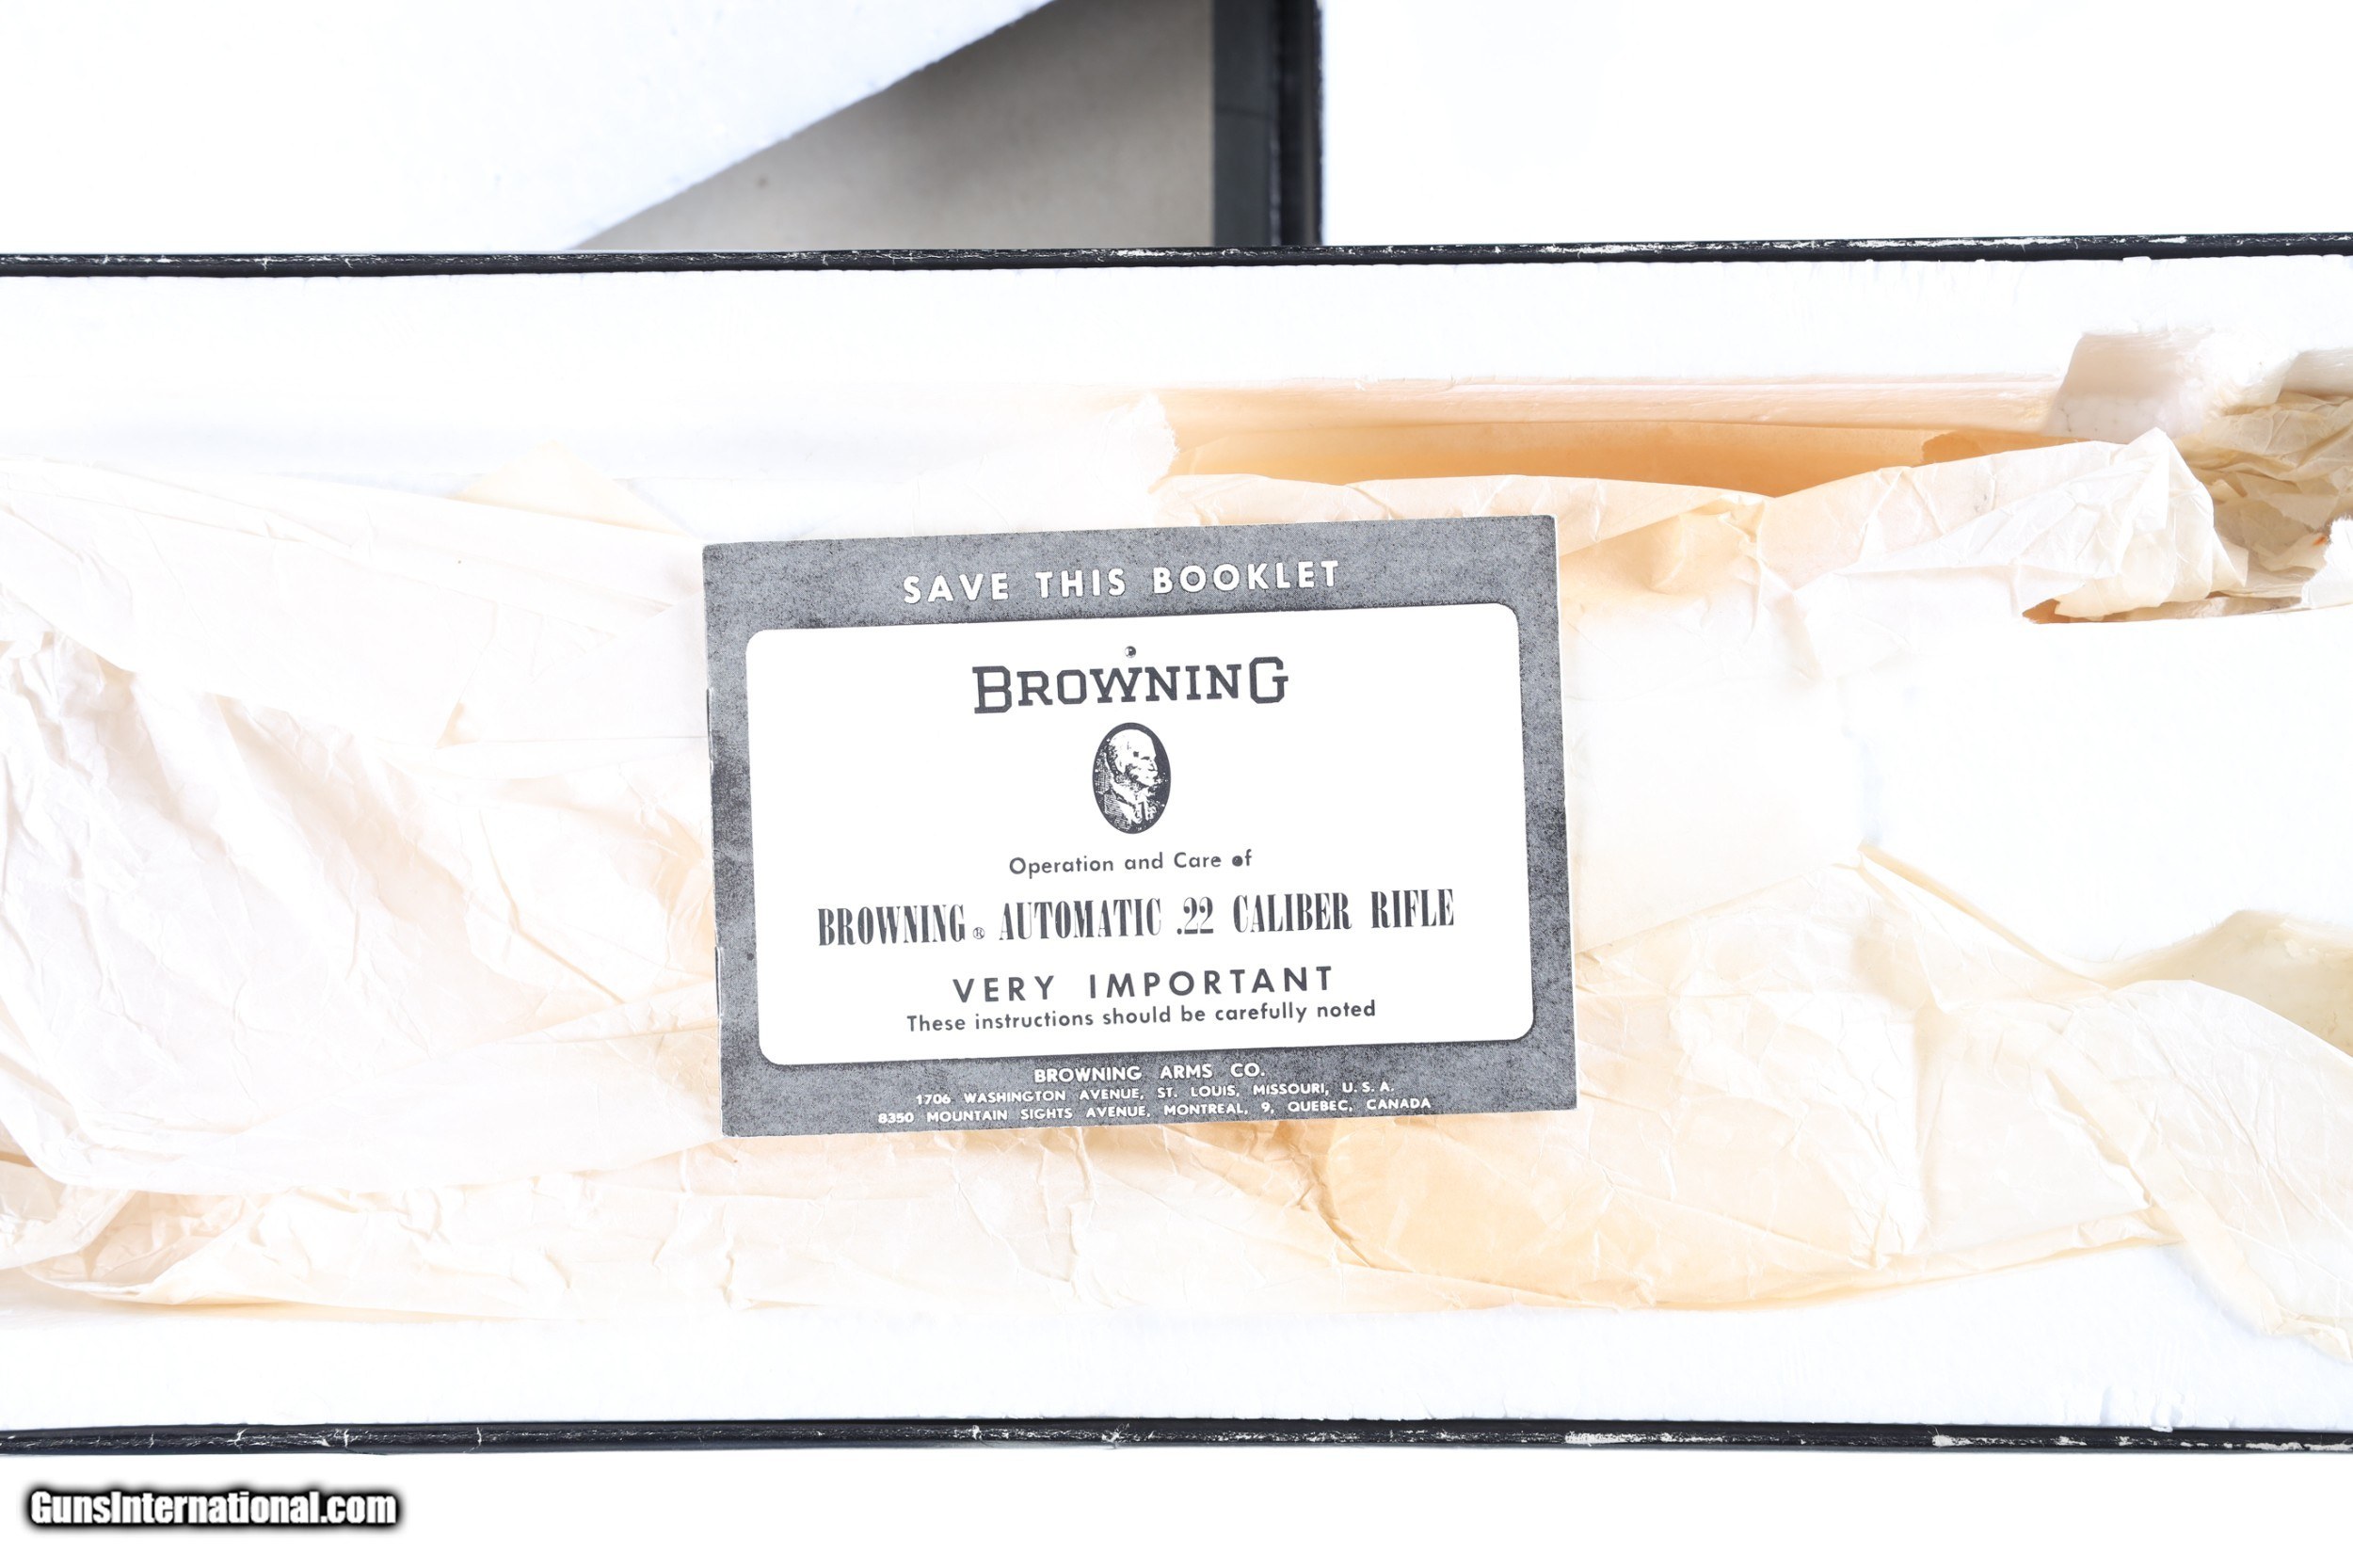 SAVE THIS BOOKLET
BROWNING
Operation and Care of
BROWNING® AUTOMATIC .22 CALIBER RIFLE
VERY IMPORTANT
These instructions should be carefully noted
BROWNING ARMS CO.
1706 WASHINGTON AVENUE, ST. LOUIS, MISSOURI, U.S.A.
8350 MOUNTAIN SIGHTS AVENUE, MONTREAL, 9, QUEBEC, CANADA
GunsInternational.com